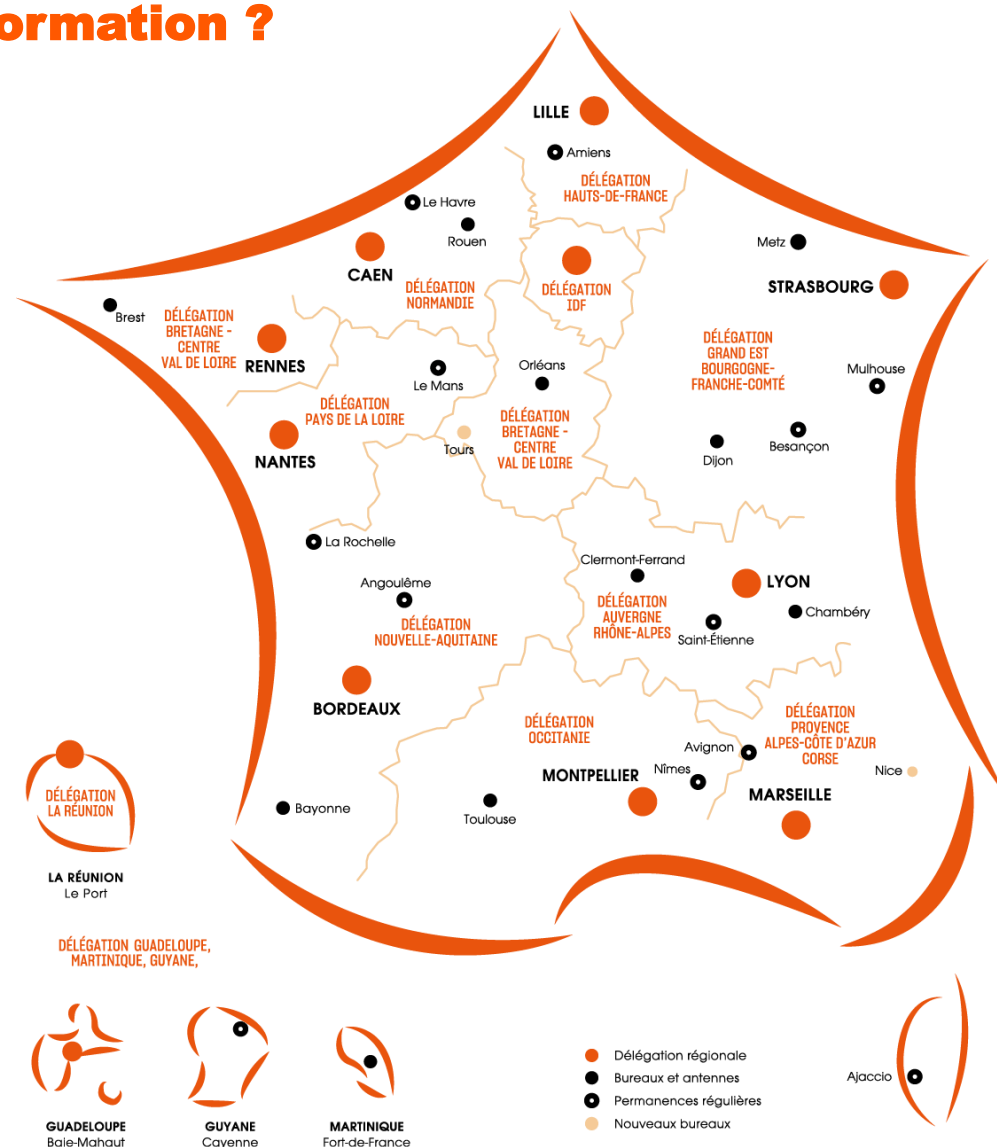 ormation ?
LILLE
Amiens
DÉLÉGATION
HAUTS-DE-FRANCE
Le Havre
Rouen
CAEN
DÉLÉGATION
NORMANDIE
DÉLÉGATION
IDF
Metz
STRASBOURG
Brest
DÉLÉGATION
BRETAGNE -
CENTRE
VAL DE LOIRE
RENNES
DÉLÉGATION
GRAND EST
BOURGOGNE-
FRANCHE-COMTÉ
Mulhouse
Le Mans
Orléans
DÉLÉGATION
PAYS DE LA LOIRE
DÉLÉGATION
BRETAGNE -
CENTRE
VAL DE LOIRE
Tours
NANTES
Dijon
Besançon
La Rochelle
Angoulême
DÉLÉGATION
NOUVELLE-AQUITAINE
Clermont-Ferrand
LYON
DÉLÉGATION
AUVERGNE
RHÔNE-ALPES
Chambéry
Saint-Étienne
BORDEAUX
DÉLÉGATION
OCCITANIE
DÉLÉGATION
PROVENCE
ALPES-CÔTE D'AZUR
CORSE
Avignon
Nîmes
Nice
MONTPELLIER
MARSEILLE
Bayonne
Toulouse
DÉLÉGATION
LA RÉUNION
LA RÉUNION
Le Port
DÉLÉGATION GUADELOUPE,
MARTINIQUE, GUYANE,
GUADELOUPE
Baie-Mahaut
GUYANE
Cayenne
MARTINIQUE
Fort-de-France
Délégation régionale
Bureaux et antennes
Permanences régulières
Nouveaux bureaux
Ajaccio